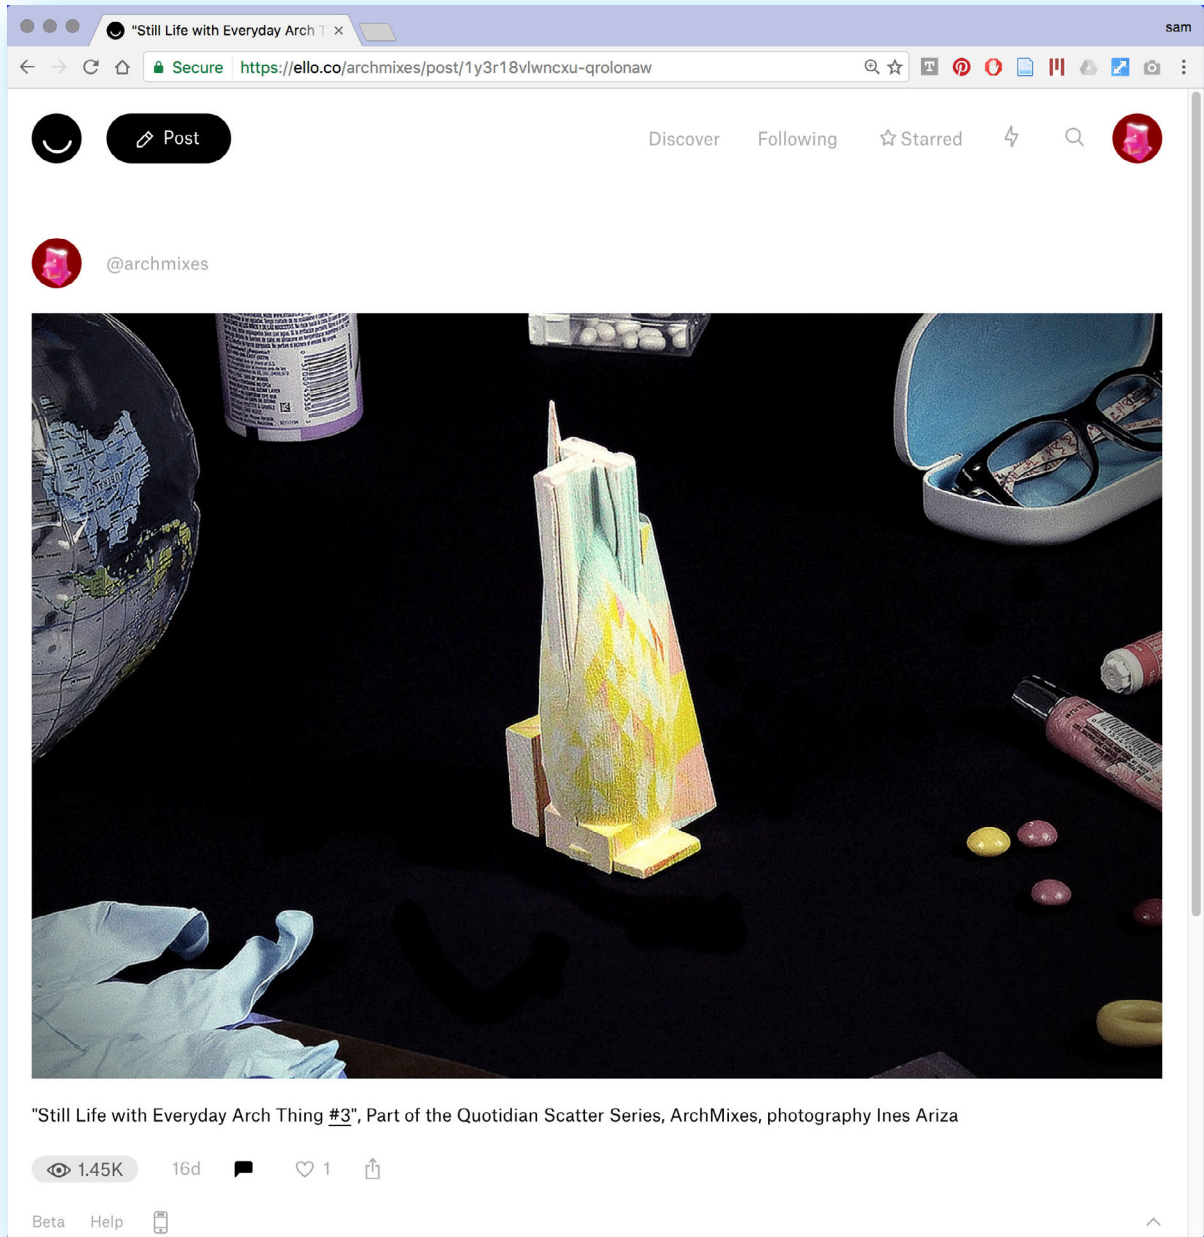 "Still Life with Everyday Arch T
sam
Secure
https://ello.co/archmixes/post/1y3r18vlwncxu-qrolonaw
Post
Discover
Following
Starred
@archmixes
"Still Life with Everyday Arch Thing #3", Part of the Quotidian Scatter Series, ArchMixes, photography Ines Ariza
1.45K
16d
1
Beta
Help